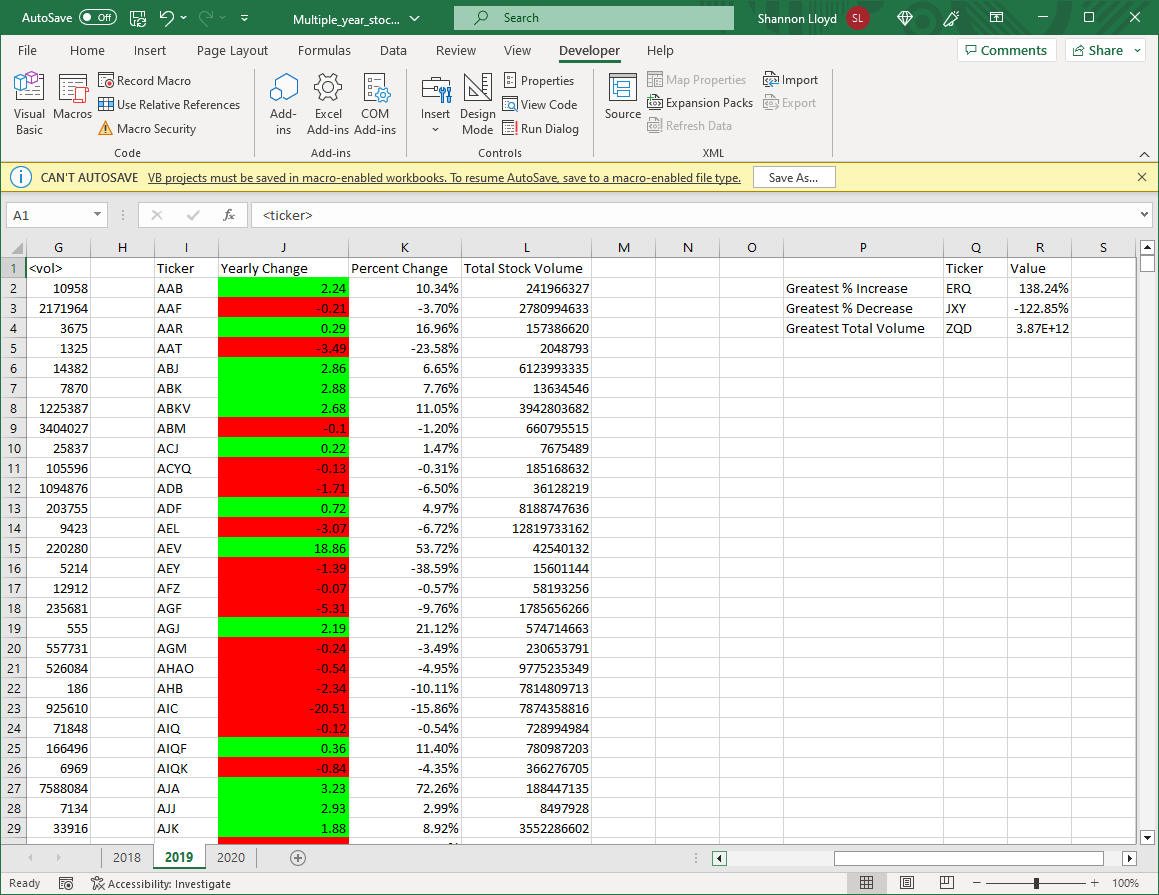 AutoSave Off Multiple_year_stoc... Search Shannon Lloyd SL
File Home Insert Page Layout Formulas Data Review View Developer Help Comments Share
Visual Basic
Macros
Record Macro
Use Relative References
Macro Security
Code
Add-ins
Excel Add-ins
COM Add-ins
Add-ins
Insert
Design Mode
Properties
View Code
Run Dialog
Controls
Source
Map Properties
Expansion Packs
Refresh Data
Import
Export
XML
CAN'T AUTOSAVE VB projects must be saved in macro-enabled workbooks. To resume AutoSave, save to a macro-enabled file type. Save As...
A1 fx <ticker>
G H I J K L M N O P Q R S
1 <vol> Ticker Yearly Change Percent Change Total Stock Volume Ticker Value
2 10958 AAB 2.24 10.34% 241966327 Greatest % Increase ERQ 138.24%
3 2171964 AAF -0.21 -3.70% 2780994633 Greatest % Decrease JXY -122.85%
4 3675 AAR 0.29 16.96% 157386620 Greatest Total Volume ZQD 3.87E+12
5 1325 AAT -3.49 -23.58% 2048793
6 14382 ABJ 2.86 6.65% 6123993335
7 7870 ABK 2.88 7.76% 13634546
8 1225387 ABKV 2.68 11.05% 3942803682
9 3404027 ABM -0.1 -1.20% 660795515
10 25837 ACJ 0.22 1.47% 7675489
11 105596 ACYQ -0.13 -0.31% 185168632
12 1094876 ADB -1.71 -6.50% 36128219
13 203755 ADF 0.72 4.97% 8188747636
14 9423 AEL -3.07 -6.72% 12819733162
15 220280 AEV 18.86 53.72% 42540132
16 5214 AEY -1.39 -38.59% 15601144
17 12912 AFZ -0.07 -0.57% 58193256
18 235681 AGF -5.31 -9.76% 1785656266
19 555 AGJ 2.19 21.12% 574714663
20 557731 AGM -0.24 -3.49% 230653791
21 526084 AHAO -0.54 -4.95% 9775235349
22 186 AHB -2.34 -10.11% 7814809713
23 925610 AIC -20.51 -15.86% 7874358816
24 71848 AIQ -0.12 -0.54% 728994984
25 166496 AIQF 0.36 11.40% 780987203
26 6969 AIQK -0.84 -4.35% 366276705
27 7588084 AJA 3.23 72.26% 188447135
28 7134 AJJ 2.93 2.99% 8497928
29 33916 AJK 1.88 8.92% 3552286602
2018 2019 2020
Ready Accessibility: Investigate 100%